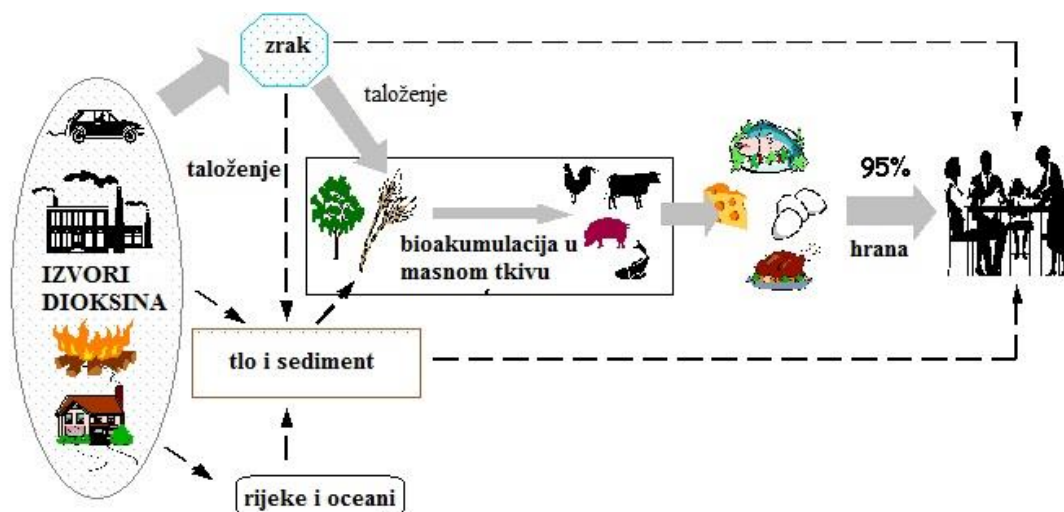 zrak
taloženje
taloženje
95%
bioakumulacija u
masnom tkivu
hrana
IZVORI
DIOKSINA
tlo i sediment
rijeke i oceani